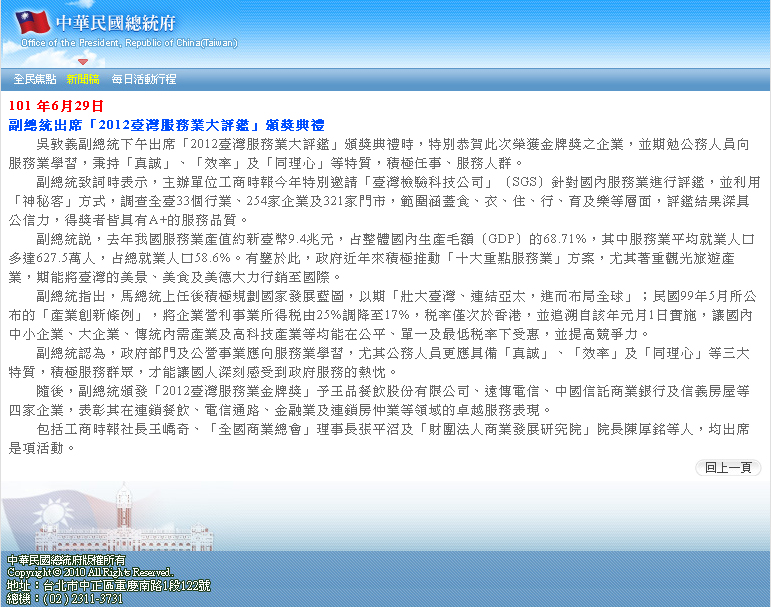 中華民國總統府
Office of the President, Republic of China(Taiwan)
全民焦點 新聞稿 每日活動行程
101 年6月29日
副總統出席「2012臺灣服務業大評鑑」頒獎典禮
吳敦義副總統下午出席「2012臺灣服務業大評鑑」頒獎典禮時，特別恭賀此次榮獲金牌獎之企業，並期勉公務人員向
服務業學習，秉持「真誠」、「效率」及「同理心」等特質，積極任事、服務人群。
副總統致詞時表示，主辦單位工商時報今年特別邀請「臺灣檢驗科技公司」〔SGS〕針對國內服務業進行評鑑，並利用
「神秘客」方式，調查全臺33個行業、254家企業及321家門市，範圍涵蓋食、衣、住、行、育及樂等層面，評鑑結果深具
公信力，得獎者皆具有A+的服務品質。
副總統說，去年我國服務業產值約新臺幣9.4兆元，占整體國內生產毛額〔GDP〕的68.71%，其中服務業平均就業人口
多達627.5萬人，占總就業人口58.6%。有鑒於此，政府近年來積極推動「十大重點服務業」方案，尤其著重觀光旅遊產
業，期能將臺灣的美景、美食及美德大力行銷至國際。
副總統指出，馬總統上任後積極規劃國家發展藍圖，以期「壯大臺灣、連結亞太，進而布局全球」；民國99年5月所公
布的「產業創新條例」，將企業營利事業所得稅由25%調降至17%，稅率僅次於香港，並追溯自該年元月1日實施，讓國內
中小企業、大企業、傳統內需產業及高科技產業等均能在公平、單一及最低稅率下受惠，並提高競爭力。
副總統認為，政府部門及公營事業應向服務業學習，尤其公務人員更應具備「真誠」、「效率」及「同理心」等三大
特質，積極服務群眾，才能讓國人深刻感受到政府服務的熱忱。
隨後，副總統頒發「2012臺灣服務業金牌獎」予王品餐飲股份有限公司、遠傳電信、中國信託商業銀行及信義房屋等
四家企業，表彰其在連鎖餐飲、電信通路、金融業及連鎖房仲業等領域的卓越服務表現。
包括工商時報社長王嶠奇、「全國商業總會」理事長張平沼及「財團法人商業發展研究院」院長陳厚銘等人，均出席
是項活動。
回上一頁
中華民國總統府版權所有
Copyright © 2010 All Rights Reserved.
地址：台北市中正區重慶南路1段122號
總機：(02) 2311-3731